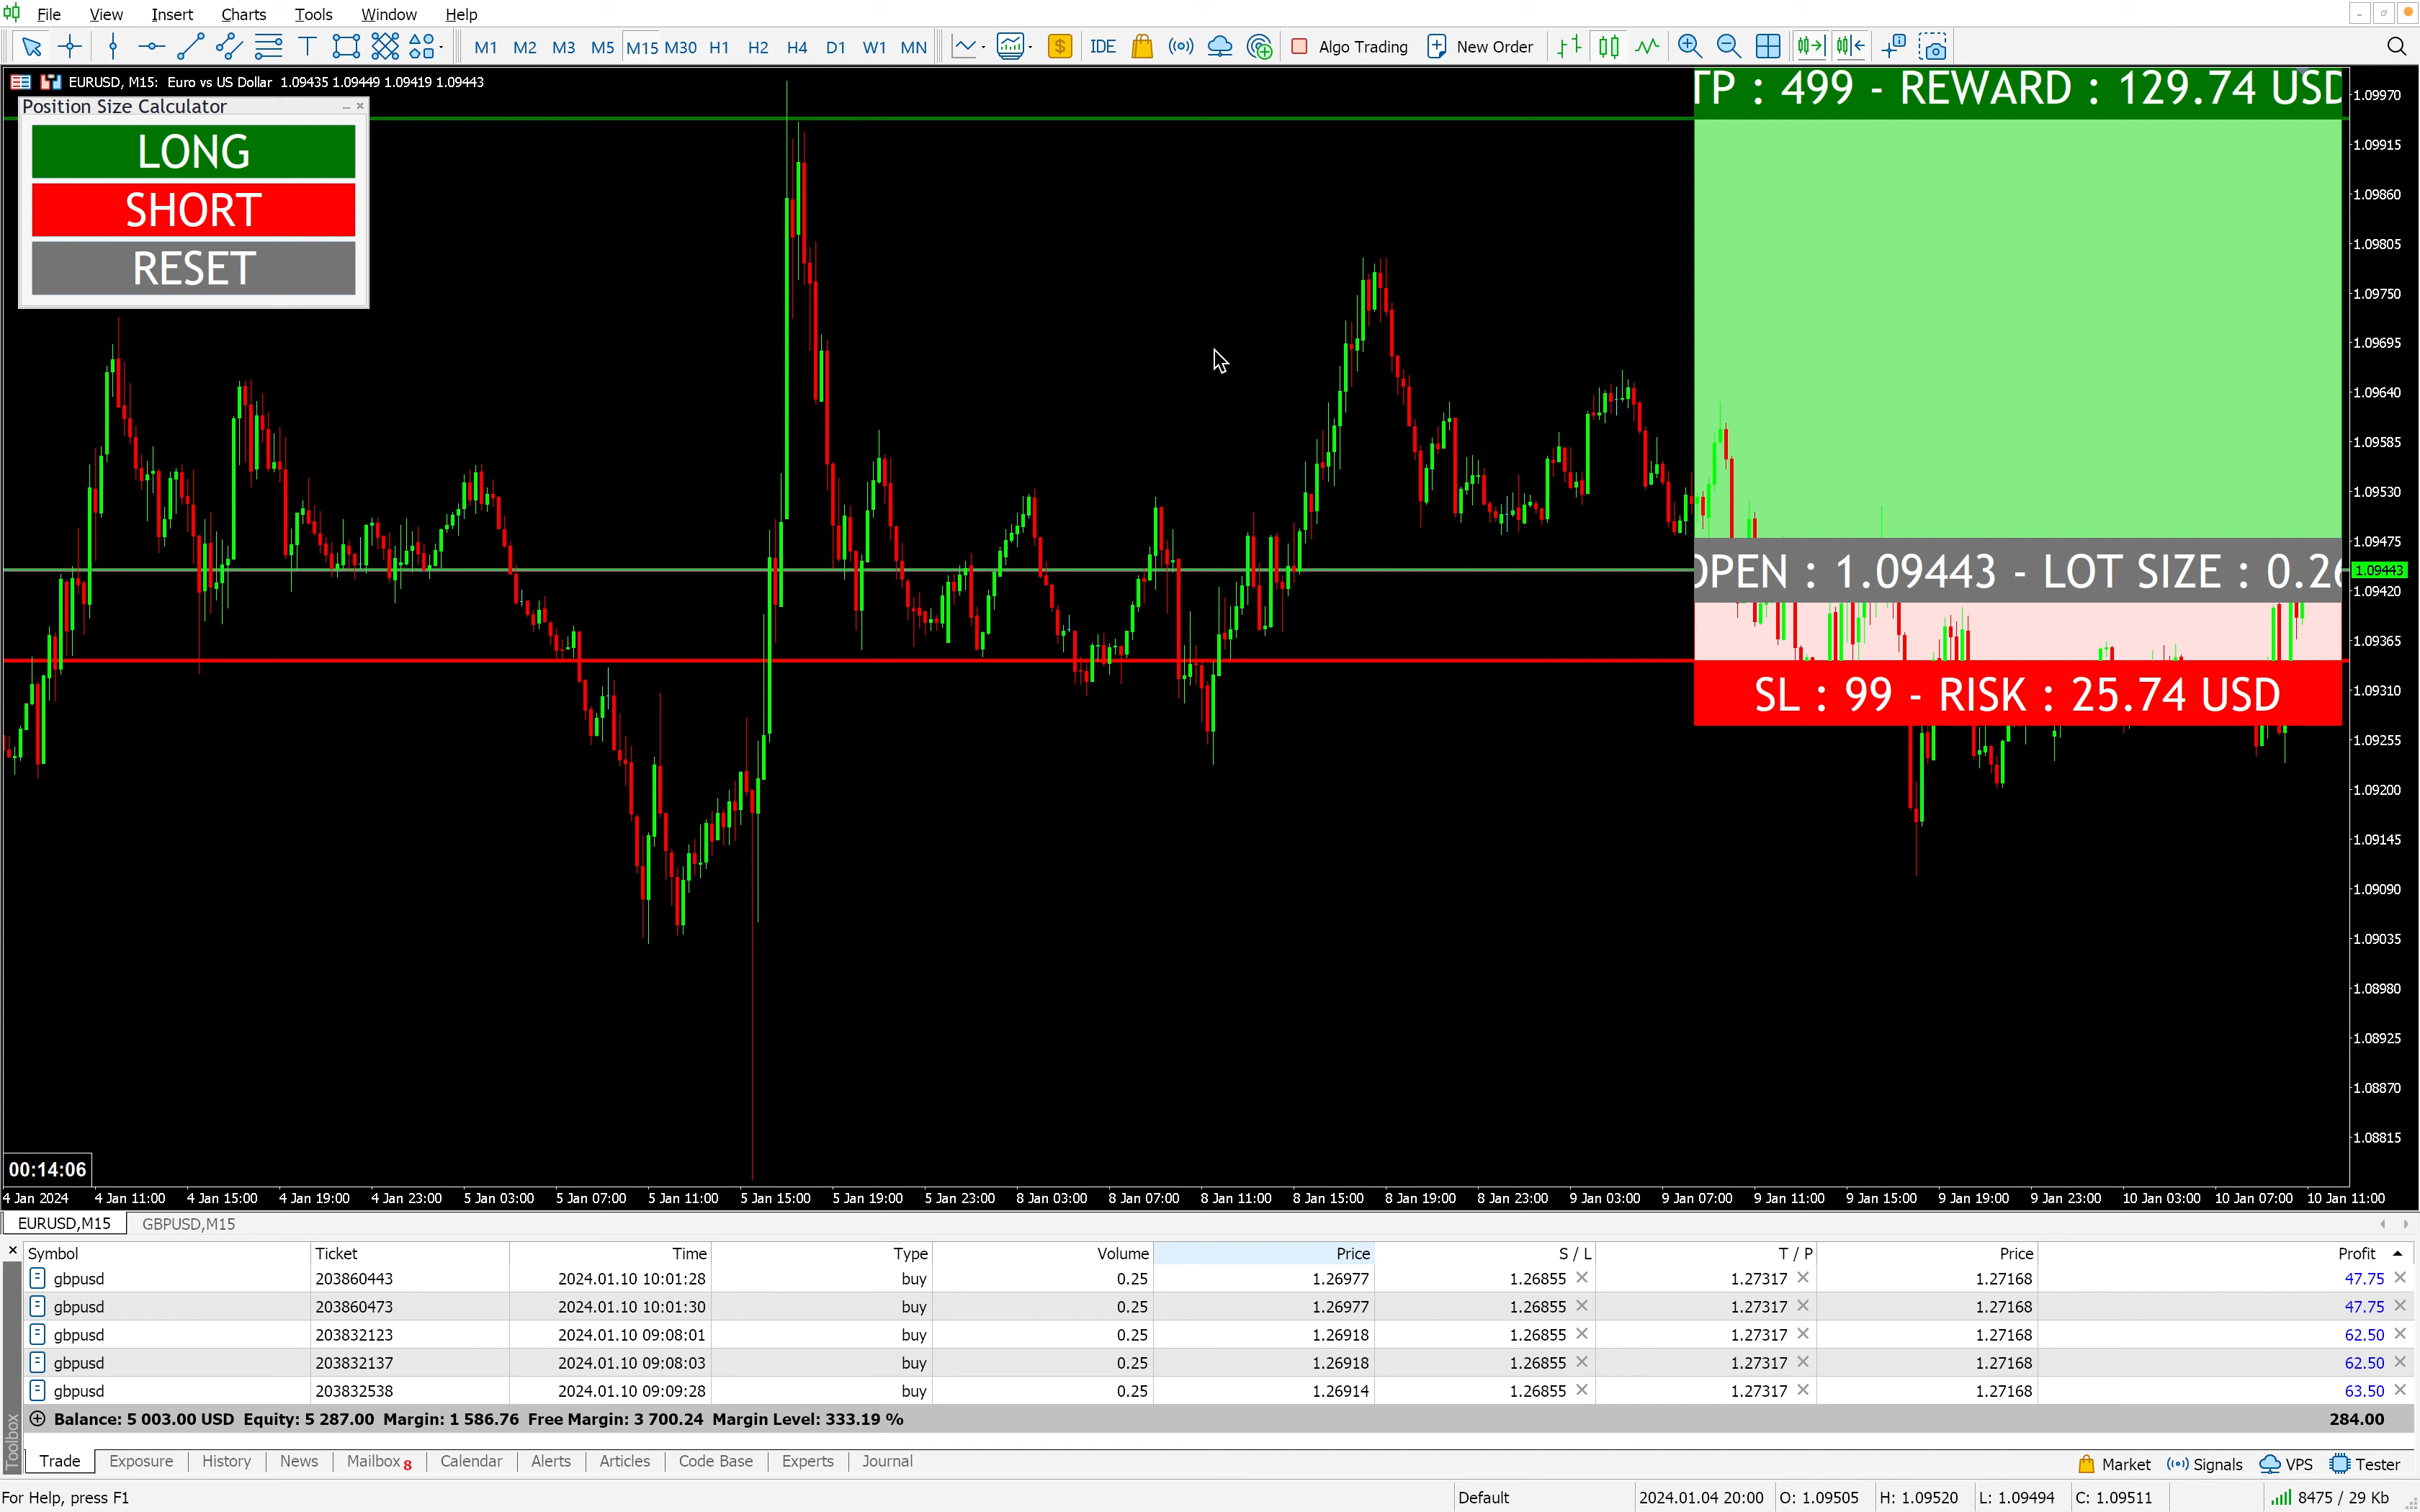 File View Insert Charts Tools Window Help
T M1 M2 M3 M5 M15 M30 H1 H2 H4 D1 W1 MN $ IDE Algo Trading New Order
EURUSD, M15: Euro vs US Dollar 1.09435 1.09449 1.09419 1.09443
Position Size Calculator
LONG
SHORT
RESET
TP : 499 - REWARD : 129.74 USD
OPEN : 1.09443 - LOT SIZE : 0.26
SL : 99 - RISK : 25.74 USD
1.09970
1.09915
1.09860
1.09805
1.09750
1.09695
1.09640
1.09585
1.09530
1.09475
1.09443
1.09420
1.09365
1.09310
1.09255
1.09200
1.09145
1.09090
1.09035
1.08980
1.08925
1.08870
1.08815
00:14:06
4 Jan 2024 4 Jan 11:00 4 Jan 15:00 4 Jan 19:00 4 Jan 23:00 5 Jan 03:00 5 Jan 07:00 5 Jan 11:00 5 Jan 15:00 5 Jan 19:00 5 Jan 23:00 8 Jan 03:00 8 Jan 07:00 8 Jan 11:00 8 Jan 15:00 8 Jan 19:00 8 Jan 23:00 9 Jan 03:00 9 Jan 07:00 9 Jan 11:00 9 Jan 15:00 9 Jan 19:00 9 Jan 23:00 10 Jan 03:00 10 Jan 07:00 10 Jan 11:00
EURUSD,M15 GBPUSD,M15
Symbol Ticket Time Type Volume Price S / L T / P Price Profit
gbpusd 203860443 2024.01.10 10:01:28 buy 0.25 1.26977 1.26855 1.27317 1.27168 47.75
gbpusd 203860473 2024.01.10 10:01:30 buy 0.25 1.26977 1.26855 1.27317 1.27168 47.75
gbpusd 203832123 2024.01.10 09:08:01 buy 0.25 1.26918 1.26855 1.27317 1.27168 62.50
gbpusd 203832137 2024.01.10 09:08:03 buy 0.25 1.26918 1.26855 1.27317 1.27168 62.50
gbpusd 203832538 2024.01.10 09:09:28 buy 0.25 1.26914 1.26855 1.27317 1.27168 63.50
Balance: 5 003.00 USD Equity: 5 287.00 Margin: 1 586.76 Free Margin: 3 700.24 Margin Level: 333.19 % 284.00
Toolbox
Trade Exposure History News Mailbox 8 Calendar Alerts Articles Code Base Experts Journal Market Signals VPS Tester
For Help, press F1 Default 2024.01.04 20:00 O: 1.09505 H: 1.09520 L: 1.09494 C: 1.09511 8475 / 29 Kb